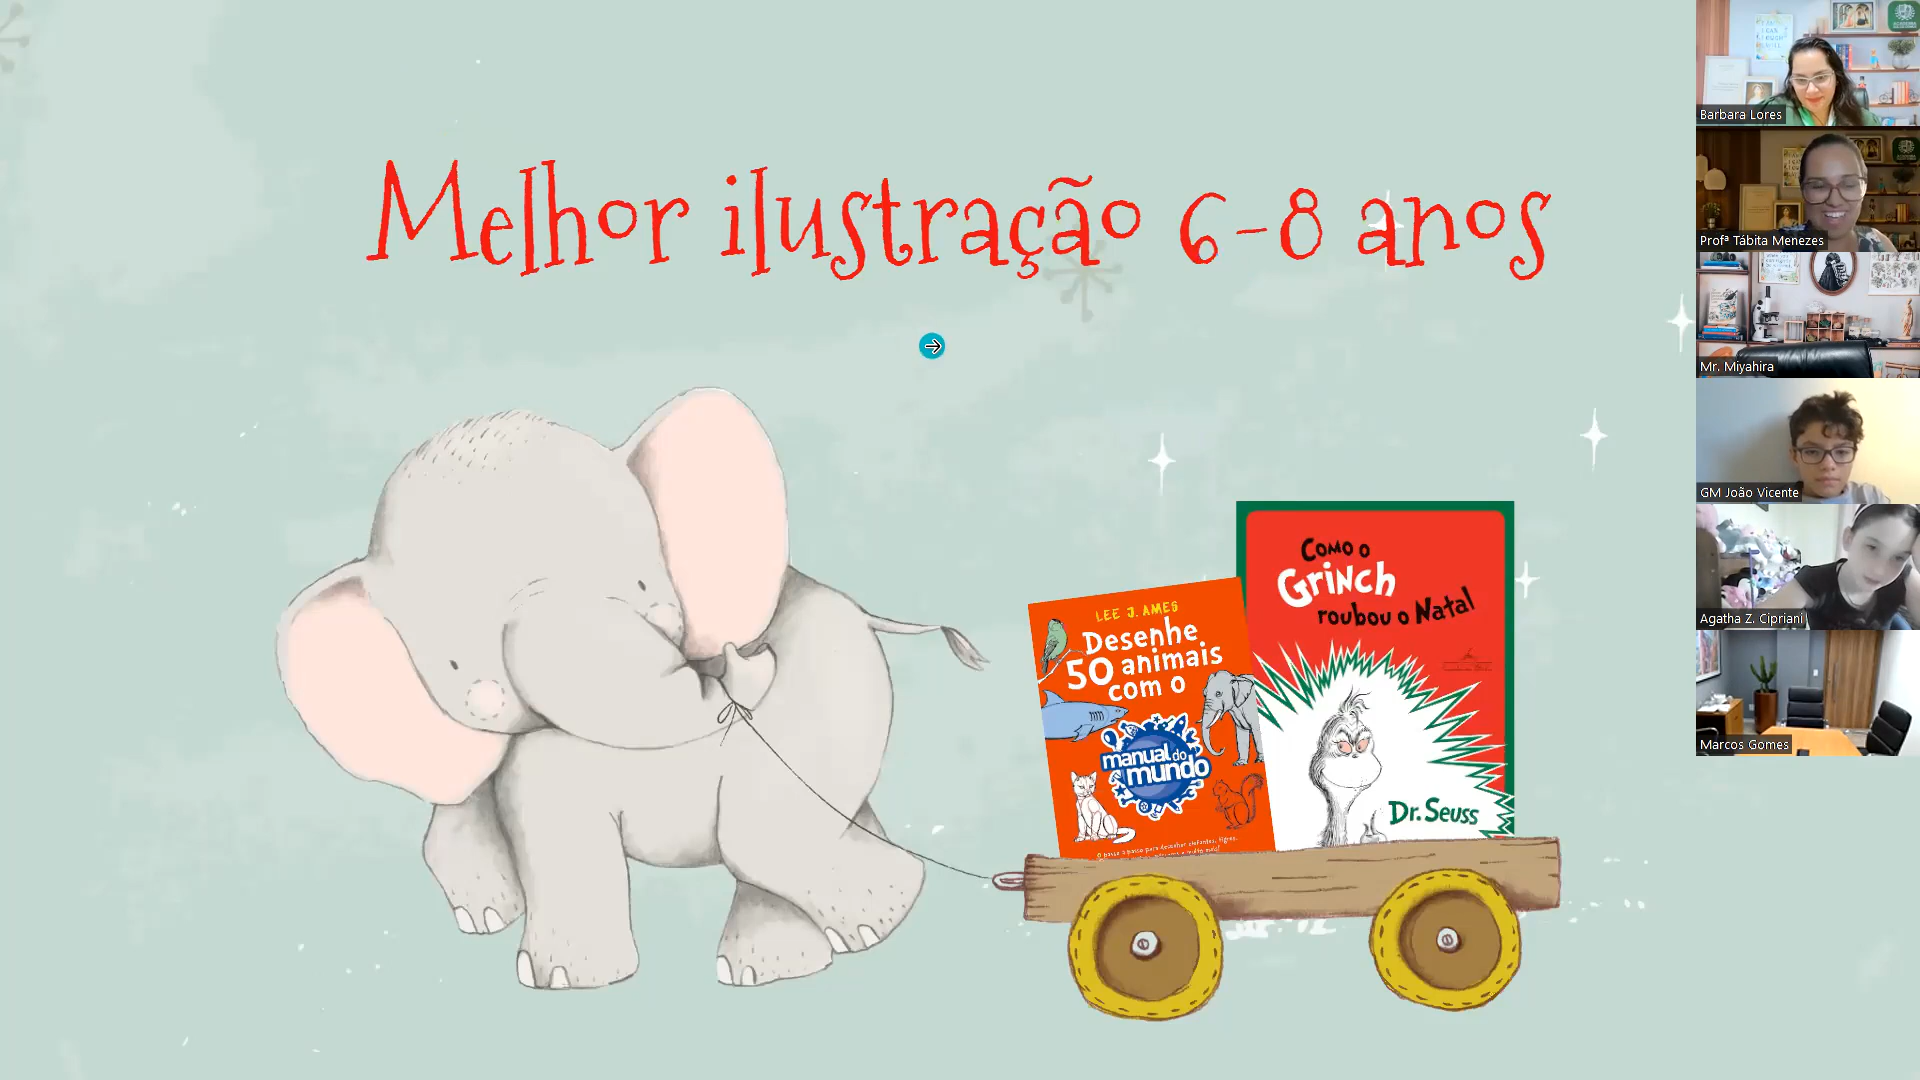 Melhor ilustração 6-8 anos
LEE J. AMES
Desenhe
50 animais
com o
manual do
mundo
Como o
Grinch
roubou o Natal
Dr. Seuss
Barbara Lores
Profª Tábita Menezes
Mr. Miyahira
GM João Vicente
Agatha Z. Cipriani
Marcos Gomes